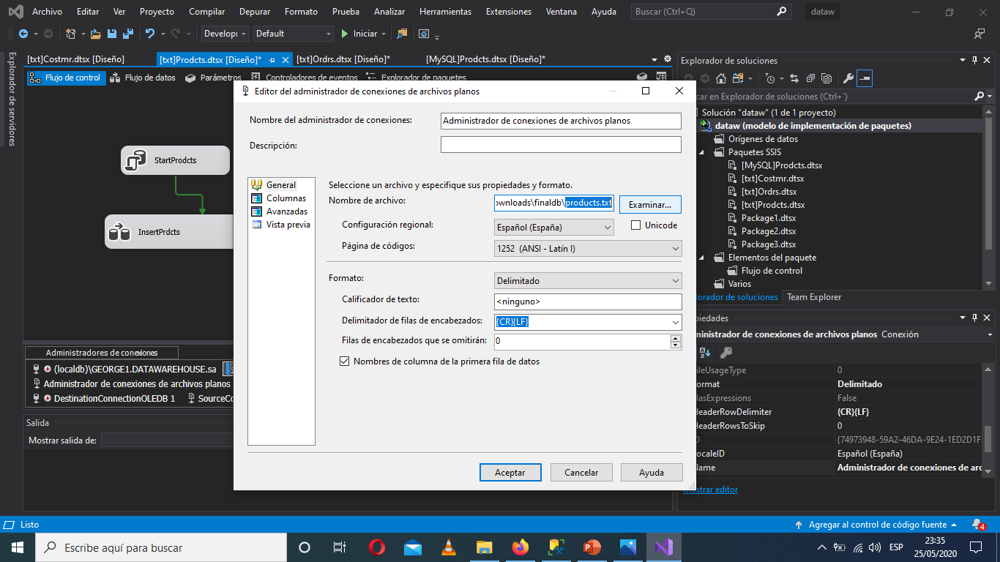 Archivo Editar Ver Proyecto Compilar Depurar Formato Prueba Analizar Herramientas Extensiones Ventana Ayuda Buscar (Ctrl+Q) dataw
Default Iniciar
Explorador de servidores
[txt]Costmr.dtsx [Diseño] [txt]Prodcts.dtsx [Diseño]* [txt]Ordrs.dtsx [Diseño]* [MySQL]Prodcts.dtsx [Diseño]*
Flujo de control Flujo de datos Parámetros Controladores de eventos Explorador de paquetes
StartProdcts
InsertPrdcts
Administradores de conexiones
(localdb)\GEORGE1.DATAWAREHOUSE.sa
Administrador de conexiones de archivos planos
DestinationConnectionOLEDB 1
Salida
Mostrar salida de:
Editor del administrador de conexiones de archivos planos
Nombre del administrador de conexiones: Administrador de conexiones de archivos planos
Descripción:
General
Columnas
Avanzadas
Vista previa
Seleccione un archivo y especifique sus propiedades y formato.
Nombre de archivo: ownloads\finaldb\products.txt Examinar...
Configuración regional: Español (España) Unicode
Página de códigos: 1252 (ANSI - Latín I)
Formato: Delimitado
Calificador de texto: <ninguno>
Delimitador de filas de encabezados: {CR}{LF}
Filas de encabezados que se omitirán: 0
Nombres de columna de la primera fila de datos
Aceptar Cancelar Ayuda
Explorador de soluciones
car en Explorador de soluciones (Ctrl+`)
Solución "dataw" (1 de 1 proyecto)
dataw (modelo de implementación de paquetes)
Orígenes de datos
Paquetes SSIS
[MySQL]Prodcts.dtsx
[txt]Costmr.dtsx
[txt]Ordrs.dtsx
[txt]Prodcts.dtsx
Package1.dtsx
Package2.dtsx
Package3.dtsx
Elementos del paquete
Flujo de control
Varios
orador de soluciones Team Explorer
iedades
ministrador de conexiones de archivos planos Conexión
ileUsageType 0
ormat Delimitado
asExpressions False
eaderRowDelimiter {CR}{LF}
eaderRowsToSkip 0
D {74973948-59A2-46DA-9E24-1ED2D1F
ocaleID Español (España)
ame Administrador de conexiones de arc
ostrar editor
Listo Agregar al control de código fuente 4
Escribe aquí para buscar
ESP 23:35
25/05/2020